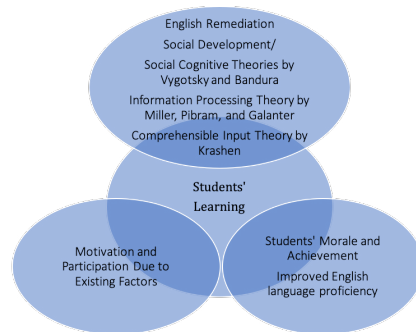 English Remediation
Social Development/
Social Cognitive Theories by
Vygotsky and Bandura
Information Processing Theory by
Miller, Pibram, and Galanter
Comprehensible Input Theory by
Krashen
Students'
Learning
Motivation and
Participation Due to
Existing Factors
Students' Morale and
Achievement
Improved English
language proficiency